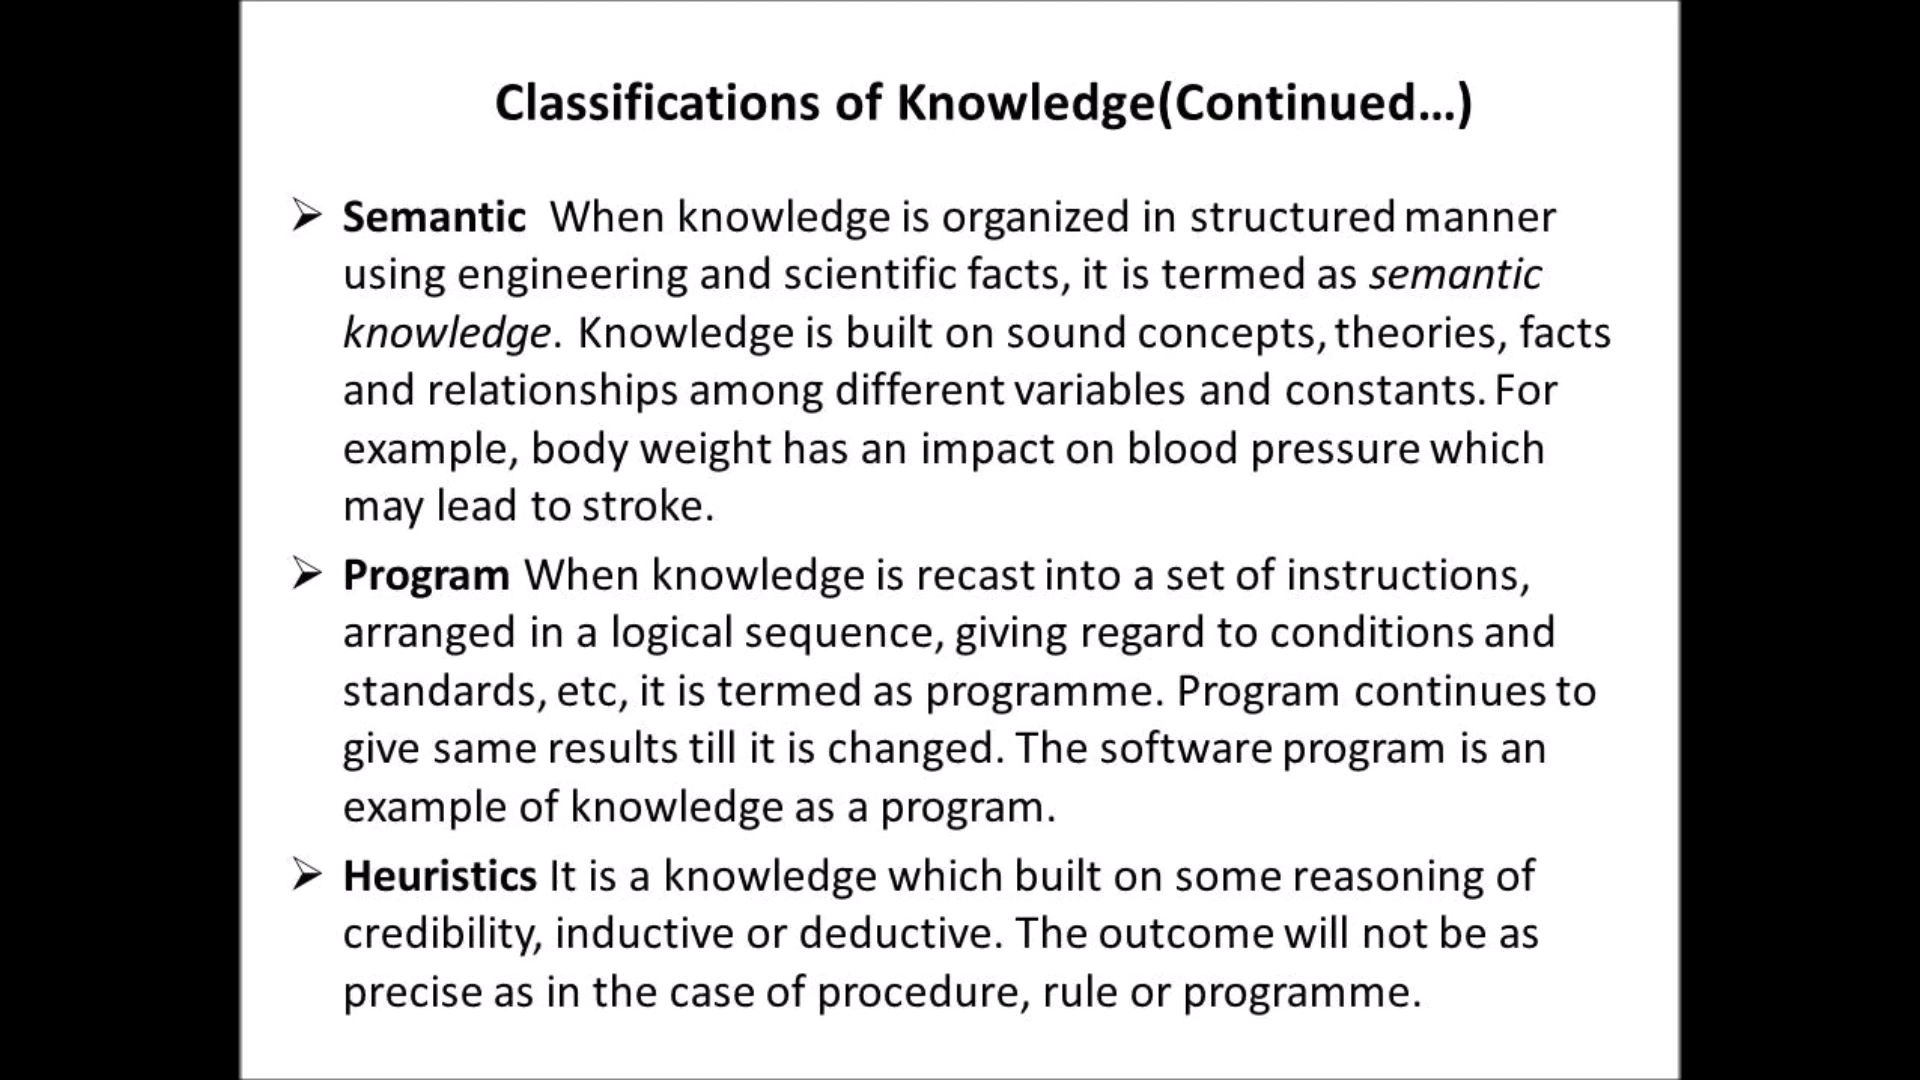 Classifications of Knowledge(Continued...)
➢ Semantic When knowledge is organized in structured manner
using engineering and scientific facts, it is termed as semantic
knowledge. Knowledge is built on sound concepts, theories, facts
and relationships among different variables and constants. For
example, body weight has an impact on blood pressure which
may lead to stroke.
➢ Program When knowledge is recast into a set of instructions,
arranged in a logical sequence, giving regard to conditions and
standards, etc, it is termed as programme. Program continues to
give same results till it is changed. The software program is an
example of knowledge as a program.
➢ Heuristics It is a knowledge which built on some reasoning of
credibility, inductive or deductive. The outcome will not be as
precise as in the case of procedure, rule or programme.